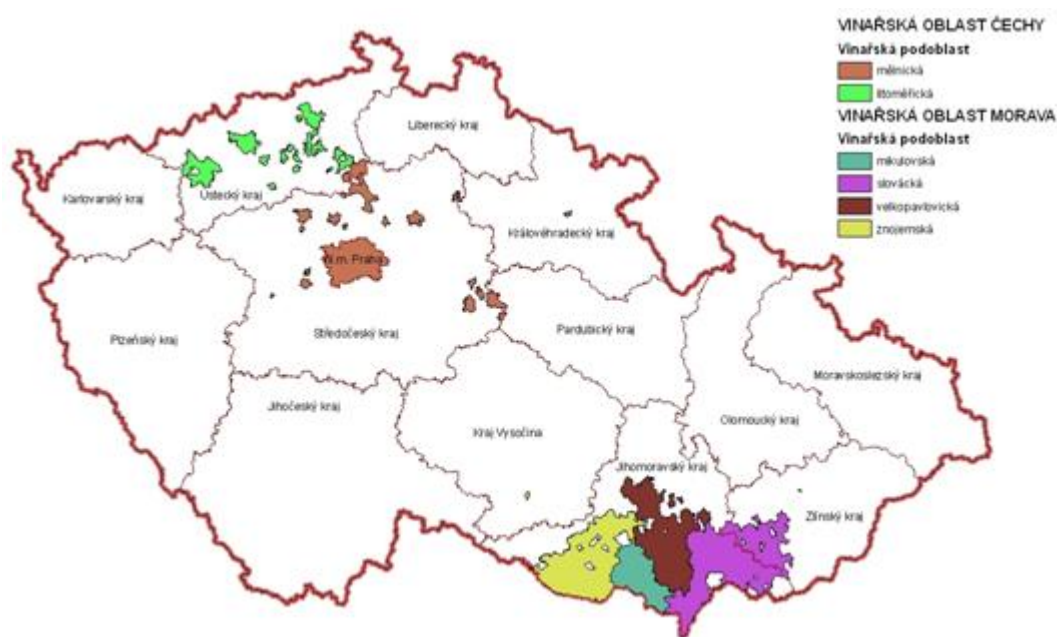 VINAŘSKÁ OBLAST ČECHY
Vinařská podoblast
mělnická
litoměřická
VINAŘSKÁ OBLAST MORAVA
Vinařská podoblast
mikulovská
slovácká
velkopavlovická
znojemská
Liberecký kraj
Karlovarský kraj
Ústecký kraj
Královéhradecký kraj
hl.m. Praha
Plzeňský kraj
Středočeský kraj
Pardubický kraj
Moravskoslezský kraj
Jihočeský kraj
Kraj Vysočina
Olomoucký kraj
Jihomoravský kraj
Zlínský kraj